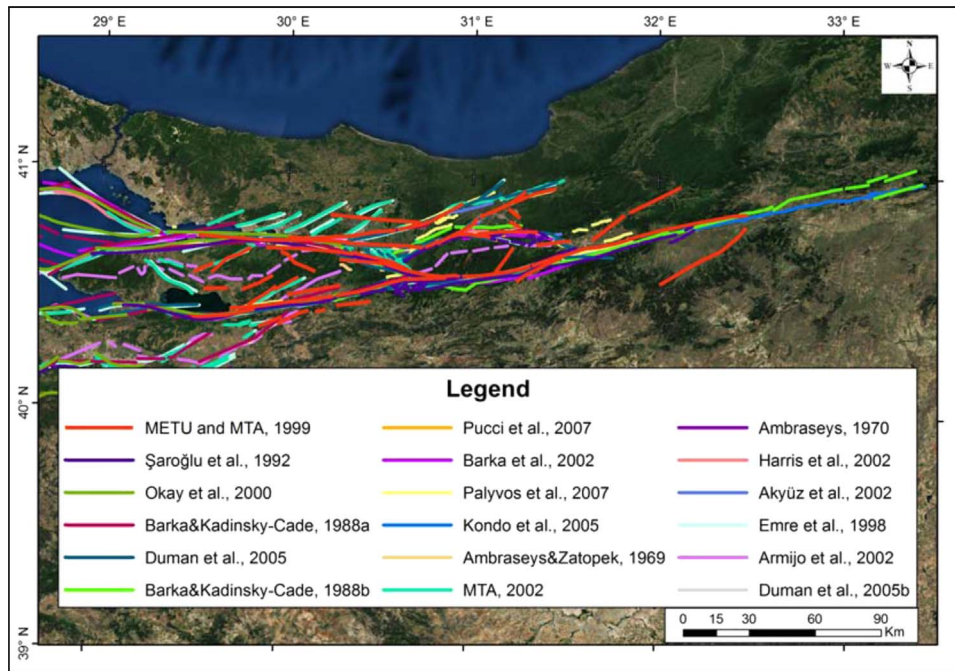 29° E 30° E 31° E 32° E 33° E
N
W E
S
41° N
40° N
39° N
Legend
METU and MTA, 1999 Pucci et al., 2007 Ambraseys, 1970
Şaroğlu et al., 1992 Barka et al., 2002 Harris et al., 2002
Okay et al., 2000 Palyvos et al., 2007 Akyüz et al., 2002
Barka&Kadinsky-Cade, 1988a Kondo et al., 2005 Emre et al., 1998
Duman et al., 2005 Ambraseys&Zatopek, 1969 Armijo et al., 2002
Barka&Kadinsky-Cade, 1988b MTA, 2002 Duman et al., 2005b
0 15 30 60 90
Km